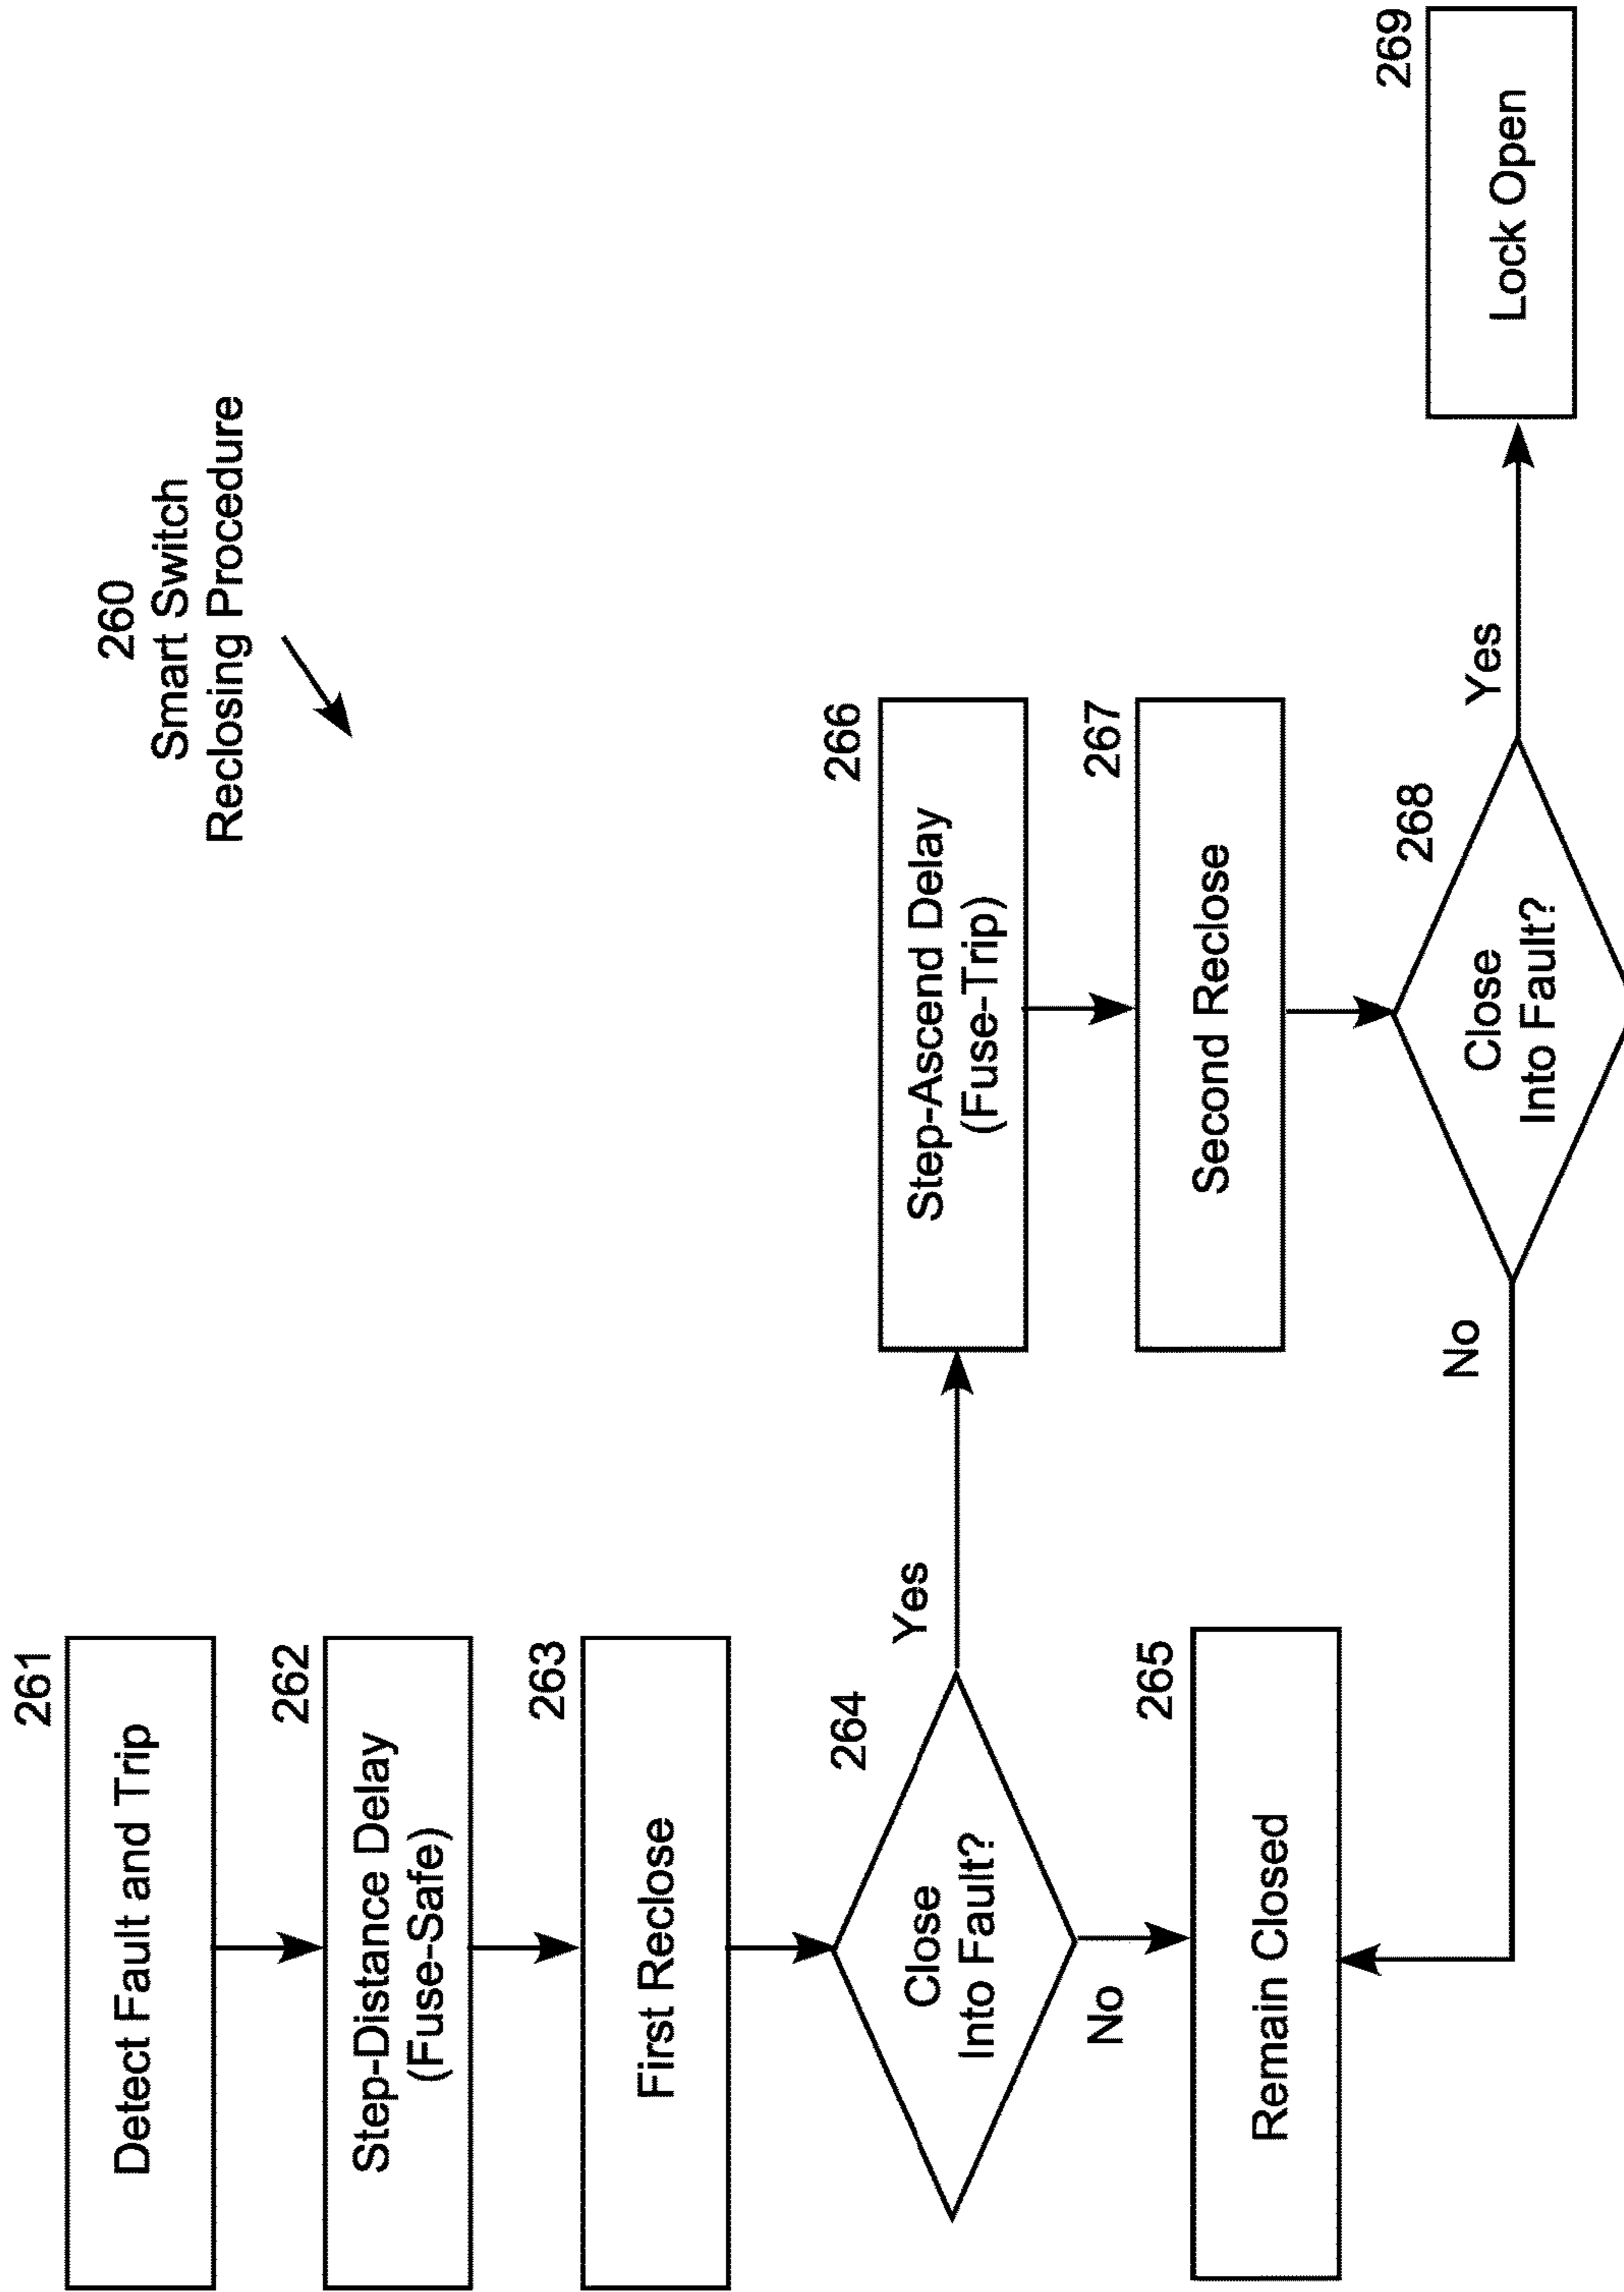 260
Smart Switch
Reclosing Procedure
261
Detect Fault and Trip
262
Step-Distance Delay
(Fuse-Safe)
263
First Reclose
264
Close
Into Fault?
Yes
No
265
Remain Closed
266
Step-Ascend Delay
(Fuse-Trip)
267
Second Reclose
268
Close
Into Fault?
Yes
No
269
Lock Open